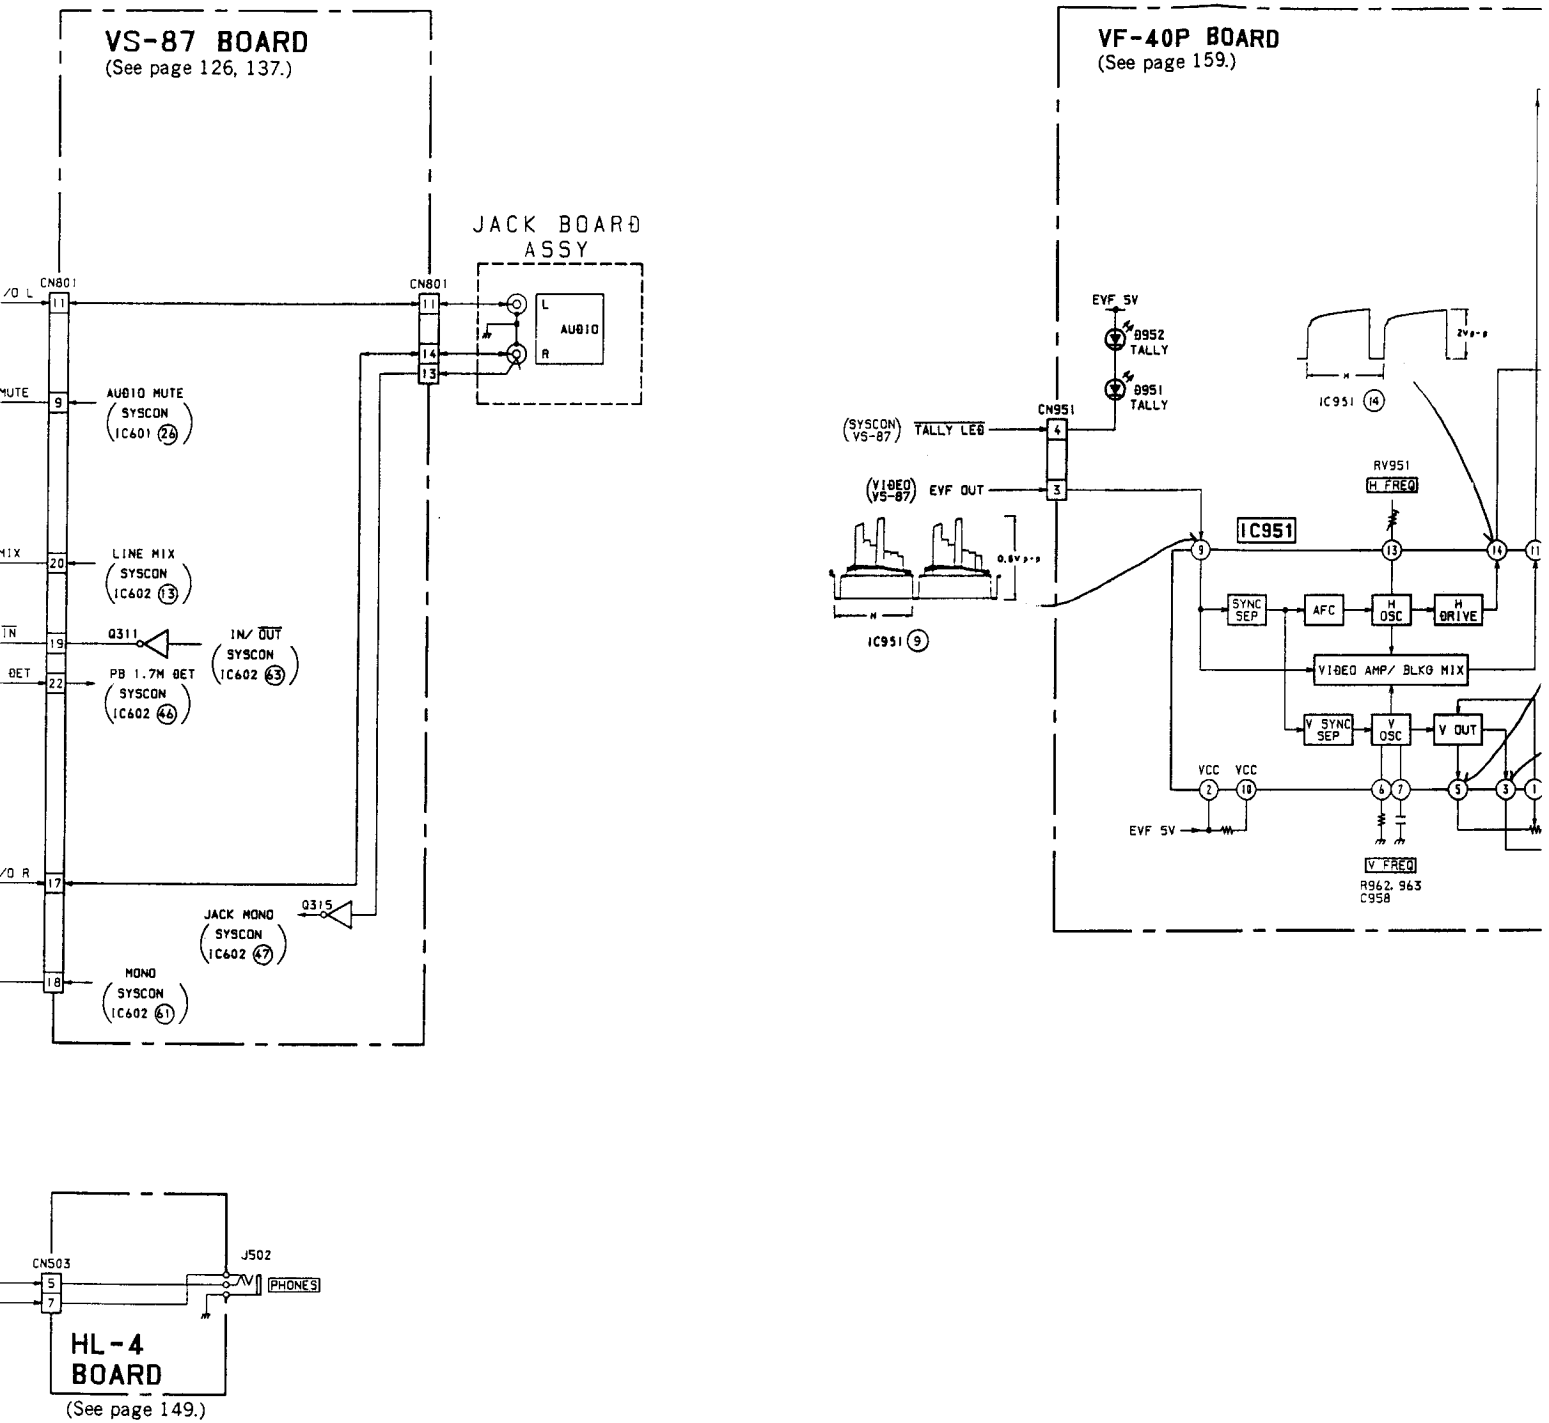 VS-87 BOARD
(See page 126, 137.)
CN801
/O L
11
MUTE
9
AUDIO MUTE
SYSCON
(IC601 26)
MIX
20
LINE MIX
SYSCON
(IC602 13)
IN
19
Q311
IN/ OUT
SYSCON
(IC602 63)
DET
22
PB 1.7M DET
SYSCON
(IC602 46)
/O R
17
Q315
JACK MONO
SYSCON
(IC602 47)
18
MONO
SYSCON
(IC602 61)
CN801
11
14
13
JACK BOARD
ASSY
L
AUDIO
R
CN503
5
7
J502
PHONES
HL-4
BOARD
(See page 149.)
VF-40P BOARD
(See page 159.)
EVF 5V
D952
TALLY
D951
TALLY
CN951
(SYSCON VS-87)
TALLY LED
4
(VIDEO VS-87)
EVF OUT
3
0.8Vp-p
H
IC951 9
2Vp-p
H
IC951 14
RV951
H FREQ
IC951
9
13
14
11
SYNC SEP
AFC
H OSC
H DRIVE
VIDEO AMP/ BLKG MIX
V SYNC SEP
V OSC
V OUT
VCC
VCC
2
10
6
7
5
3
1
EVF 5V
V FREQ
R962, 963
C958